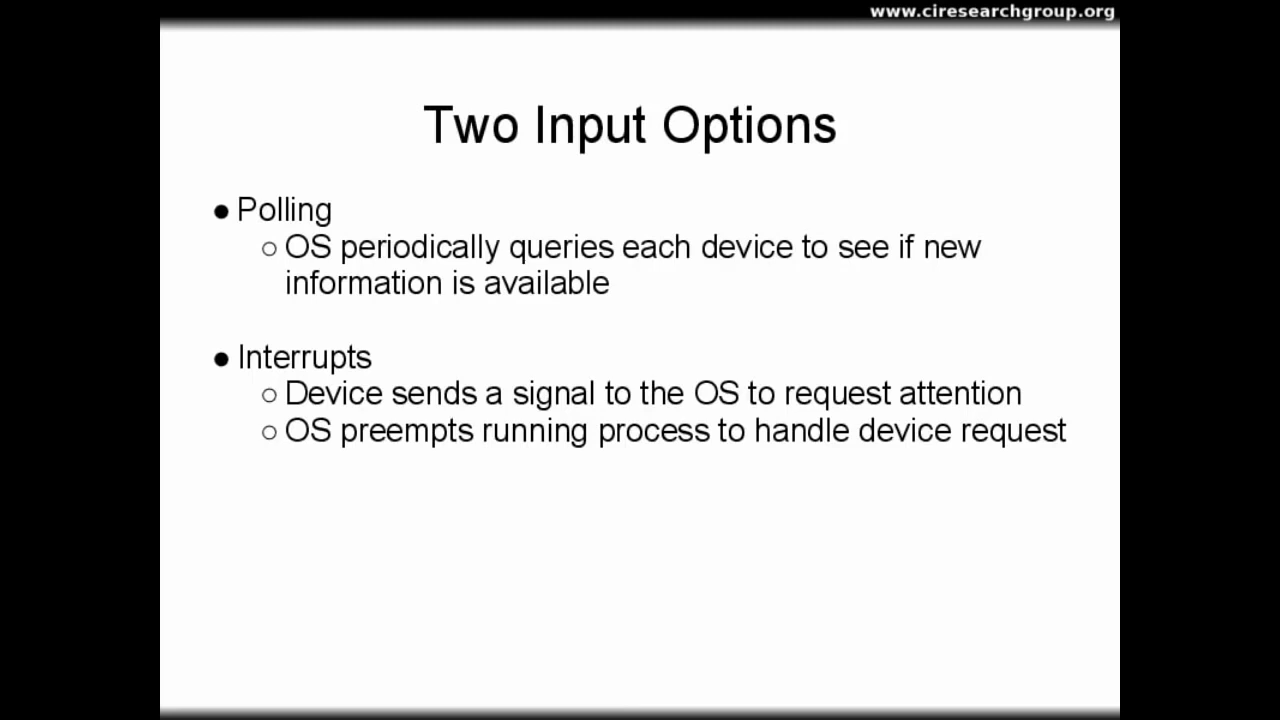 www.ciresearchgroup.org
Two Input Options
● Polling
○ OS periodically queries each device to see if new
information is available
● Interrupts
○ Device sends a signal to the OS to request attention
○ OS preempts running process to handle device request